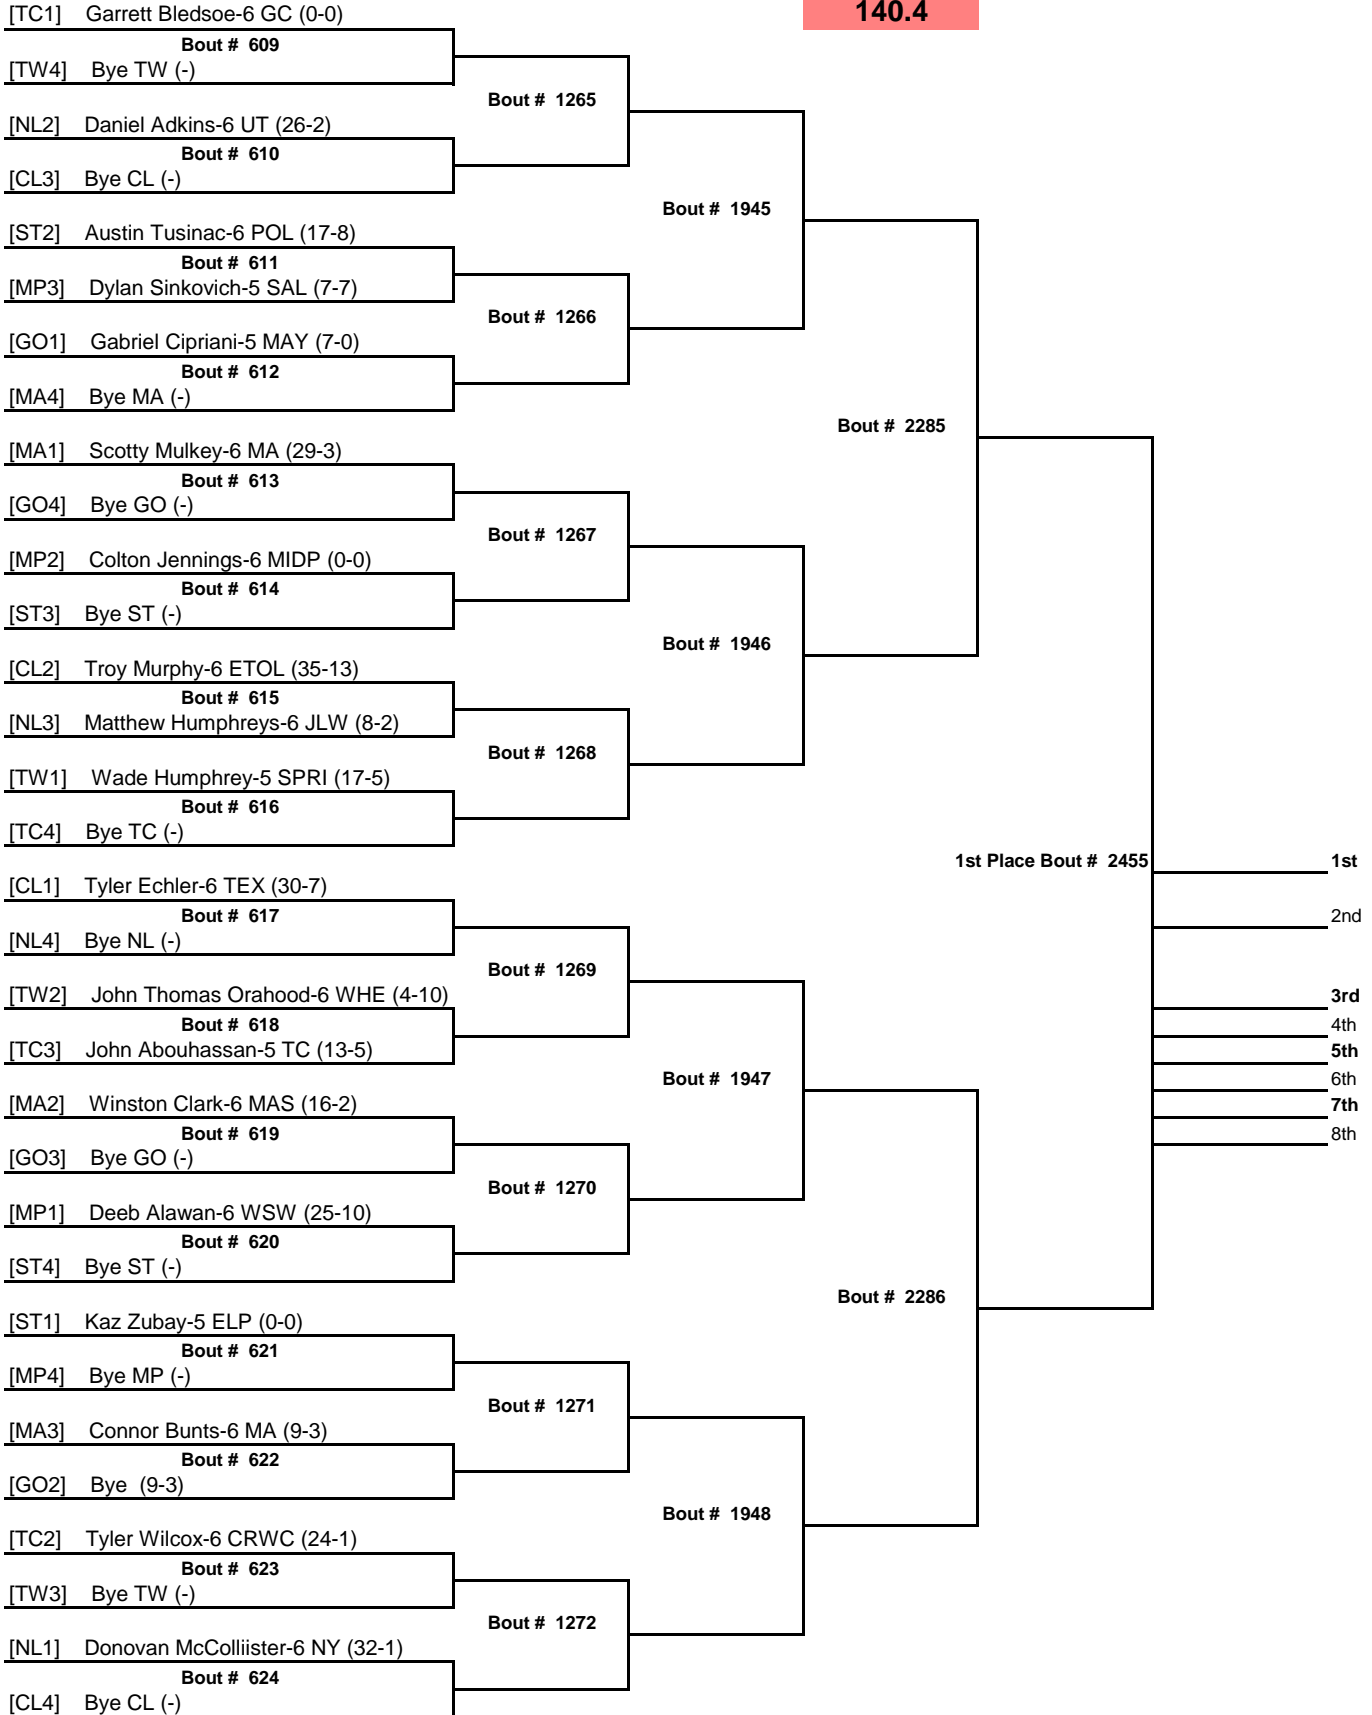 140.4
[TC1] Garrett Bledsoe-6 GC (0-0)
Bout # 609
[TW4] Bye TW (-)
Bout # 1265
[NL2] Daniel Adkins-6 UT (26-2)
Bout # 610
[CL3] Bye CL (-)
Bout # 1945
[ST2] Austin Tusinac-6 POL (17-8)
Bout # 611
[MP3] Dylan Sinkovich-5 SAL (7-7)
Bout # 1266
[GO1] Gabriel Cipriani-5 MAY (7-0)
Bout # 612
[MA4] Bye MA (-)
Bout # 2285
[MA1] Scotty Mulkey-6 MA (29-3)
Bout # 613
[GO4] Bye GO (-)
Bout # 1267
[MP2] Colton Jennings-6 MIDP (0-0)
Bout # 614
[ST3] Bye ST (-)
Bout # 1946
[CL2] Troy Murphy-6 ETOL (35-13)
Bout # 615
[NL3] Matthew Humphreys-6 JLW (8-2)
Bout # 1268
[TW1] Wade Humphrey-5 SPRI (17-5)
Bout # 616
[TC4] Bye TC (-)
1st Place Bout # 2455
1st
[CL1] Tyler Echler-6 TEX (30-7)
Bout # 617
2nd
[NL4] Bye NL (-)
Bout # 1269
[TW2] John Thomas Orahood-6 WHE (4-10)
3rd
Bout # 618
4th
[TC3] John Abouhassan-5 TC (13-5)
5th
Bout # 1947
6th
[MA2] Winston Clark-6 MAS (16-2)
7th
Bout # 619
8th
[GO3] Bye GO (-)
Bout # 1270
[MP1] Deeb Alawan-6 WSW (25-10)
Bout # 620
[ST4] Bye ST (-)
Bout # 2286
[ST1] Kaz Zubay-5 ELP (0-0)
Bout # 621
[MP4] Bye MP (-)
Bout # 1271
[MA3] Connor Bunts-6 MA (9-3)
Bout # 622
[GO2] Bye (9-3)
Bout # 1948
[TC2] Tyler Wilcox-6 CRWC (24-1)
Bout # 623
[TW3] Bye TW (-)
Bout # 1272
[NL1] Donovan McColliister-6 NY (32-1)
Bout # 624
[CL4] Bye CL (-)